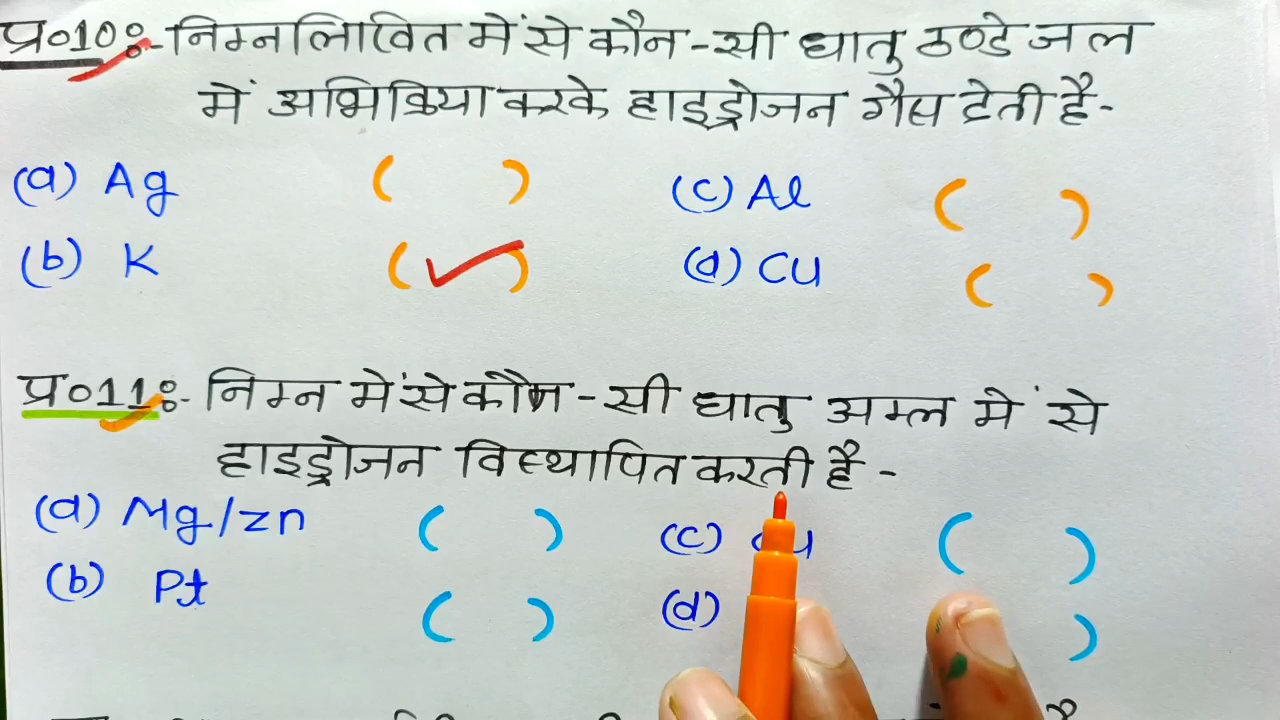 प्र०10:- निम्नलिखित में से कौन-सी धातु ठण्डे जल
में अभिक्रिया करके हाइड्रोजन गैस देती है-
(a) Ag ( ) (c) Al ( )
(b) K (✓) (d) Cu ( )
प्र०11:- निम्न में से कौन-सी धातु अम्ल में से
हाइड्रोजन विस्थापित करती है-
(a) Mg/Zn ( ) (c) ( )
(b) Pt ( ) (d) )